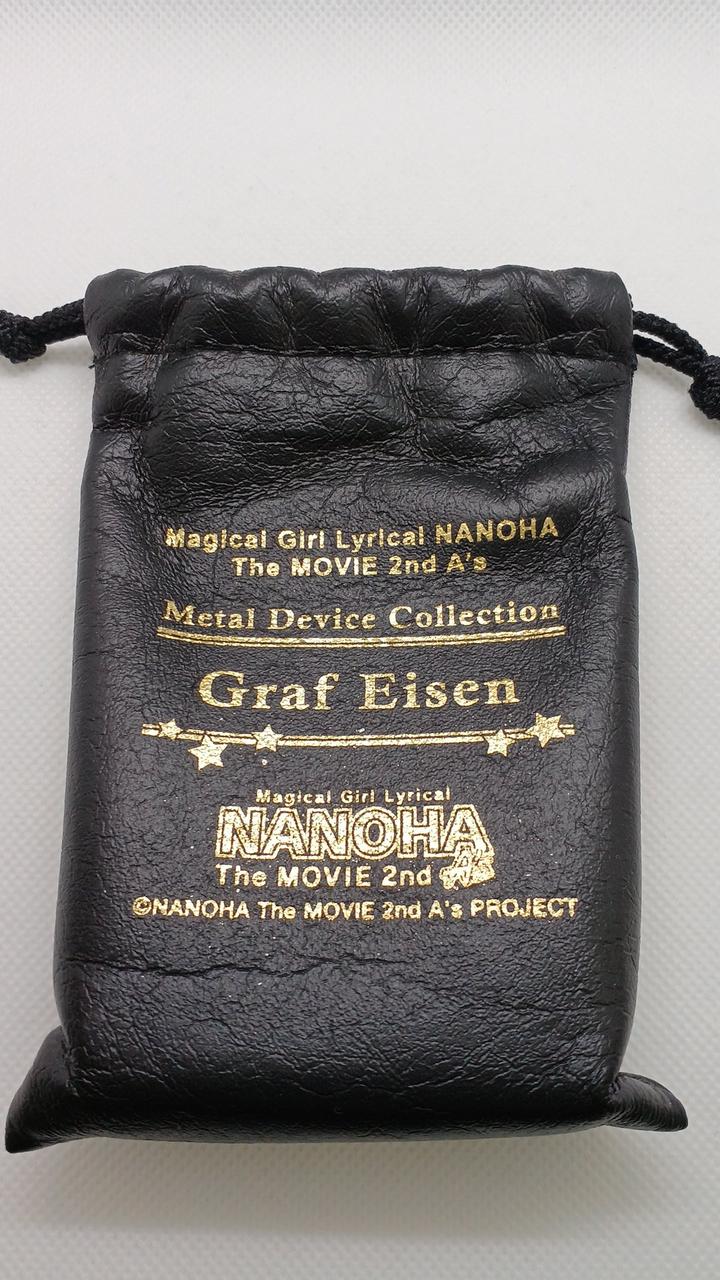 Magical Girl Lyrical NANOHA
The MOVIE 2nd A's
Metal Device Collection
Graf Eisen
Magical Girl Lyrical
NANOHA
The MOVIE 2nd A's
©NANOHA The MOVIE 2nd A's PROJECT